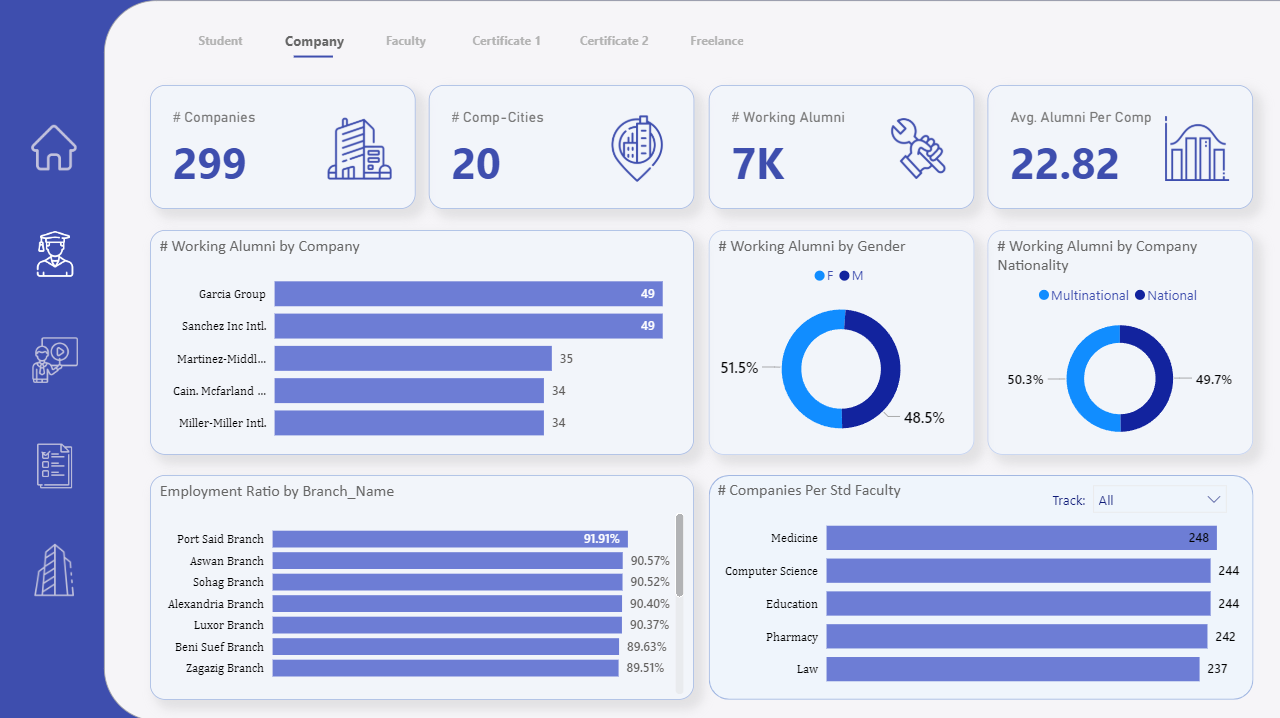 Student Company Faculty Certificate 1 Certificate 2 Freelance
# Companies
299
# Comp-Cities
20
# Working Alumni
7K
Avg. Alumni Per Comp
22.82
# Working Alumni by Company
Garcia Group 49
Sanchez Inc Intl. 49
Martinez-Middl... 35
Cain. Mcfarland ... 34
Miller-Miller Intl. 34
# Working Alumni by Gender
F M
51.5%
48.5%
# Working Alumni by Company
Nationality
Multinational National
50.3% 49.7%
Employment Ratio by Branch_Name
Port Said Branch 91.91%
Aswan Branch 90.57%
Sohag Branch 90.52%
Alexandria Branch 90.40%
Luxor Branch 90.37%
Beni Suef Branch 89.63%
Zagazig Branch 89.51%
# Companies Per Std Faculty
Track: All
Medicine 248
Computer Science 244
Education 244
Pharmacy 242
Law 237